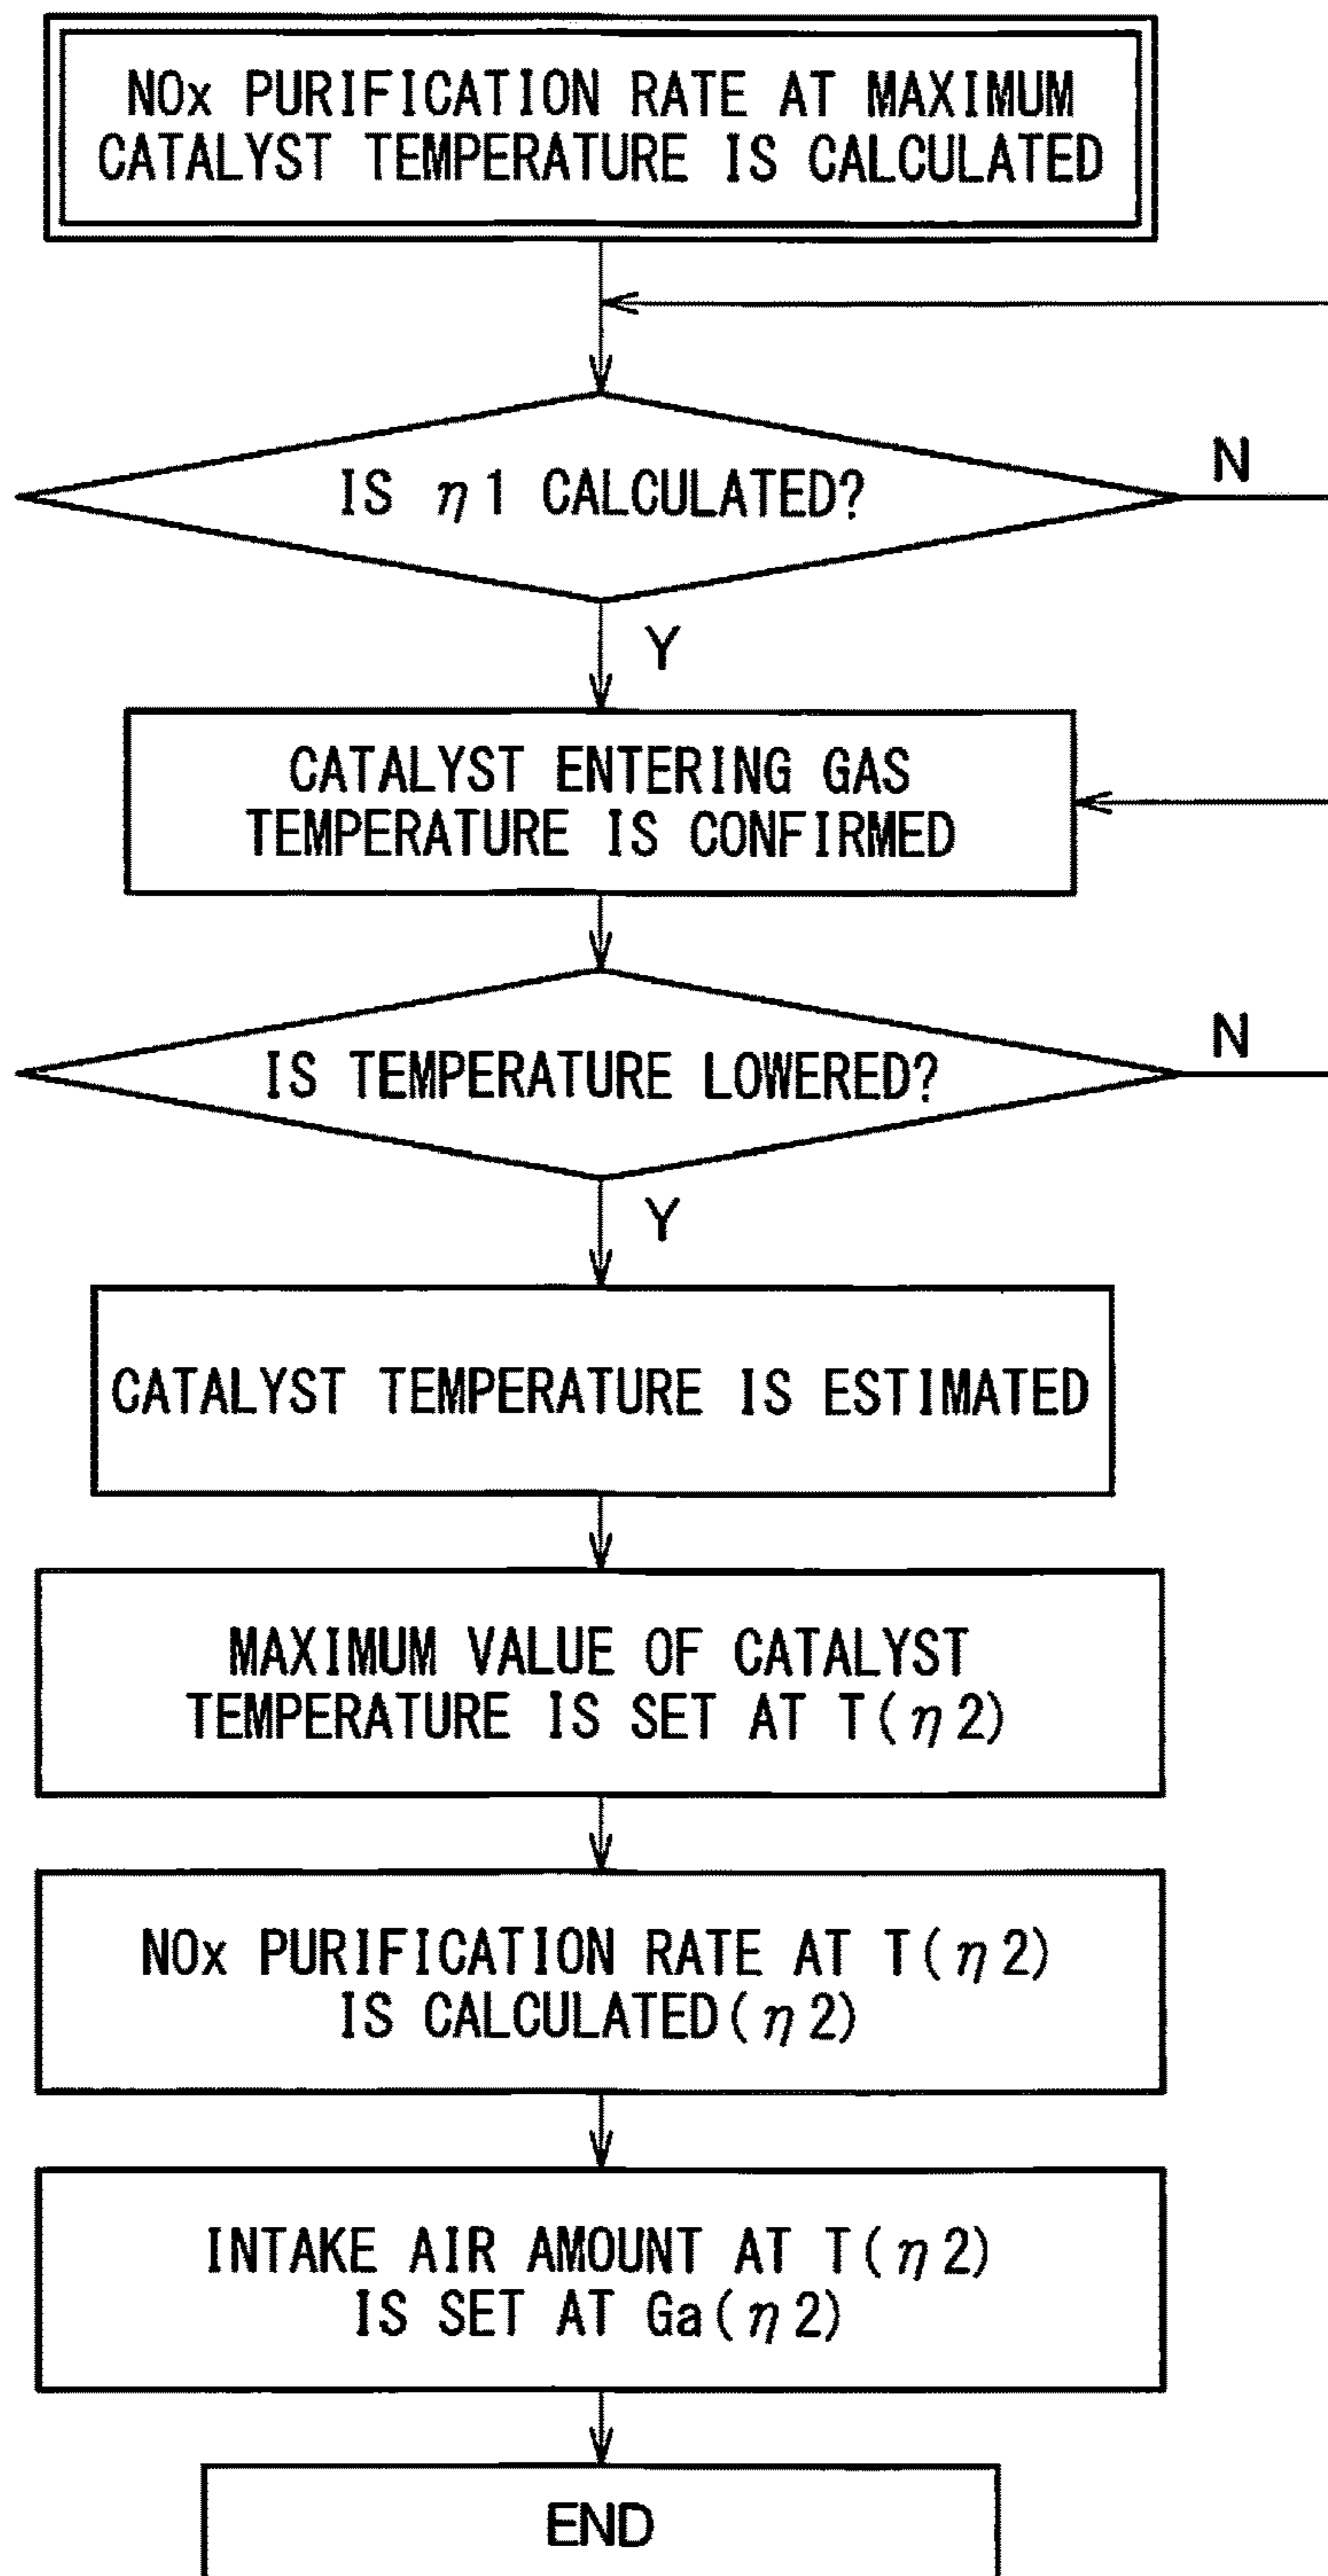 NOx PURIFICATION RATE AT MAXIMUM
CATALYST TEMPERATURE IS CALCULATED
IS η1 CALCULATED?
N
Y
CATALYST ENTERING GAS
TEMPERATURE IS CONFIRMED
IS TEMPERATURE LOWERED?
N
Y
CATALYST TEMPERATURE IS ESTIMATED
MAXIMUM VALUE OF CATALYST
TEMPERATURE IS SET AT T(η2)
NOx PURIFICATION RATE AT T(η2)
IS CALCULATED(η2)
INTAKE AIR AMOUNT AT T(η2)
IS SET AT Ga(η2)
END